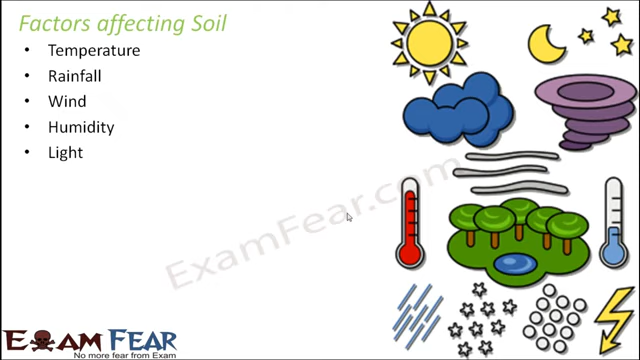 Factors affecting Soil
• Temperature
• Rainfall
• Wind
• Humidity
• Light
ExamFear.com
EXAM FEAR
No more fear from Exam